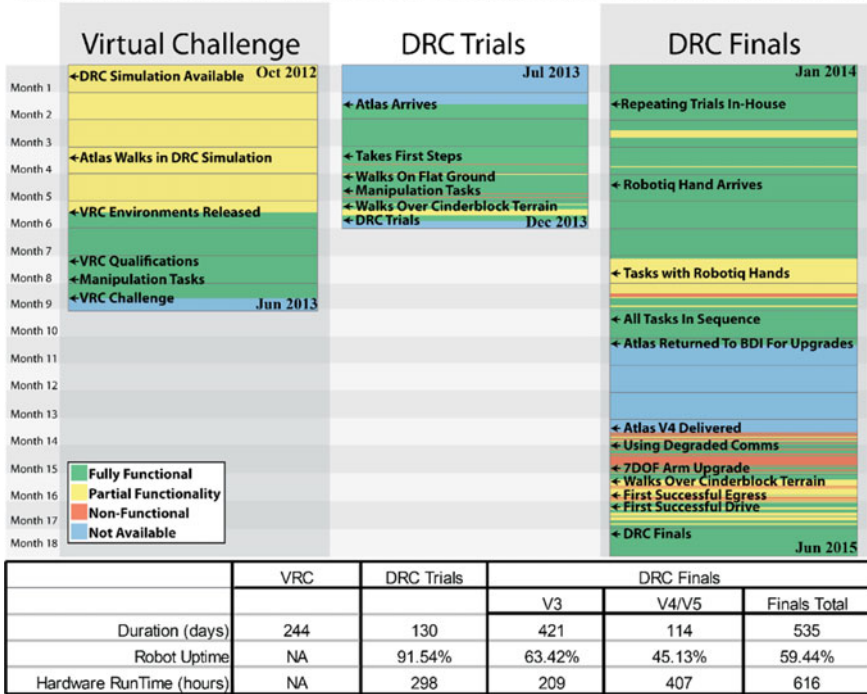 Virtual Challenge DRC Trials DRC Finals
Month 1
Month 2
Month 3
Month 4
Month 5
Month 6
Month 7
Month 8
Month 9
Month 10
Month 11
Month 12
Month 13
Month 14
Month 15
Month 16
Month 17
Month 18
DRC Simulation Available Oct 2012
Atlas Walks in DRC Simulation
VRC Environments Released
VRC Qualifications
Manipulation Tasks
VRC Challenge Jun 2013
Jul 2013
Atlas Arrives
Takes First Steps
Walks On Flat Ground
Manipulation Tasks
Walks Over Cinderblock Terrain
DRC Trials Dec 2013
Jan 2014
Repeating Trials In-House
Robotiq Hand Arrives
Tasks with Robotiq Hands
All Tasks In Sequence
Atlas Returned To BDI For Upgrades
Atlas V4 Delivered
Using Degraded Comms
7DOF Arm Upgrade
Walks Over Cinderblock Terrain
First Successful Egress
First Successful Drive
DRC Finals
Jun 2015
Fully Functional
Partial Functionality
Non-Functional
Not Available
VRC DRC Trials DRC Finals
V3 V4/V5 Finals Total
Duration (days) 244 130 421 114 535
Robot Uptime NA 91.54% 63.42% 45.13% 59.44%
Hardware RunTime (hours) NA 298 209 407 616